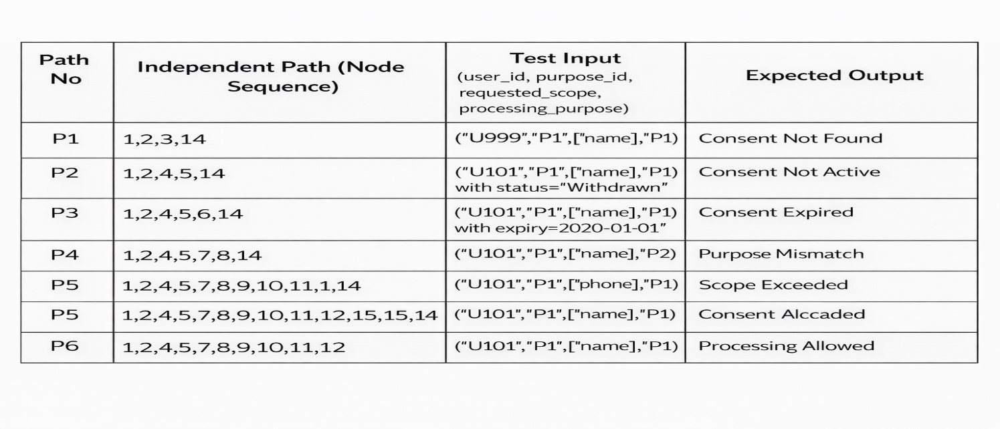 Path No
Independent Path (Node Sequence)
Test Input
(user_id, purpose_id,
requested_scope,
processing_purpose)
Expected Output
P1
1,2,3,14
("U999","P1",["name],"P1)
Consent Not Found
P2
1,2,4,5,14
("U101","P1",["name],"P1)
with status="Withdrawn"
Consent Not Active
P3
1,2,4,5,6,14
("U101","P1",["name],"P1)
with expiry=2020-01-01"
Consent Expired
P4
1,2,4,5,7,8,14
("U101","P1",["name],"P2)
Purpose Mismatch
P5
1,2,4,5,7,8,9,10,11,1,14
("U101","P1",["phone],"P1)
Scope Exceeded
P5
1,2,4,5,7,8,9,10,11,12,15,15,14
("U101","P1",["name],"P1)
Consent Alccaded
P6
1,2,4,5,7,8,9,10,11,12
("U101","P1",["name],"P1)
Processing Allowed